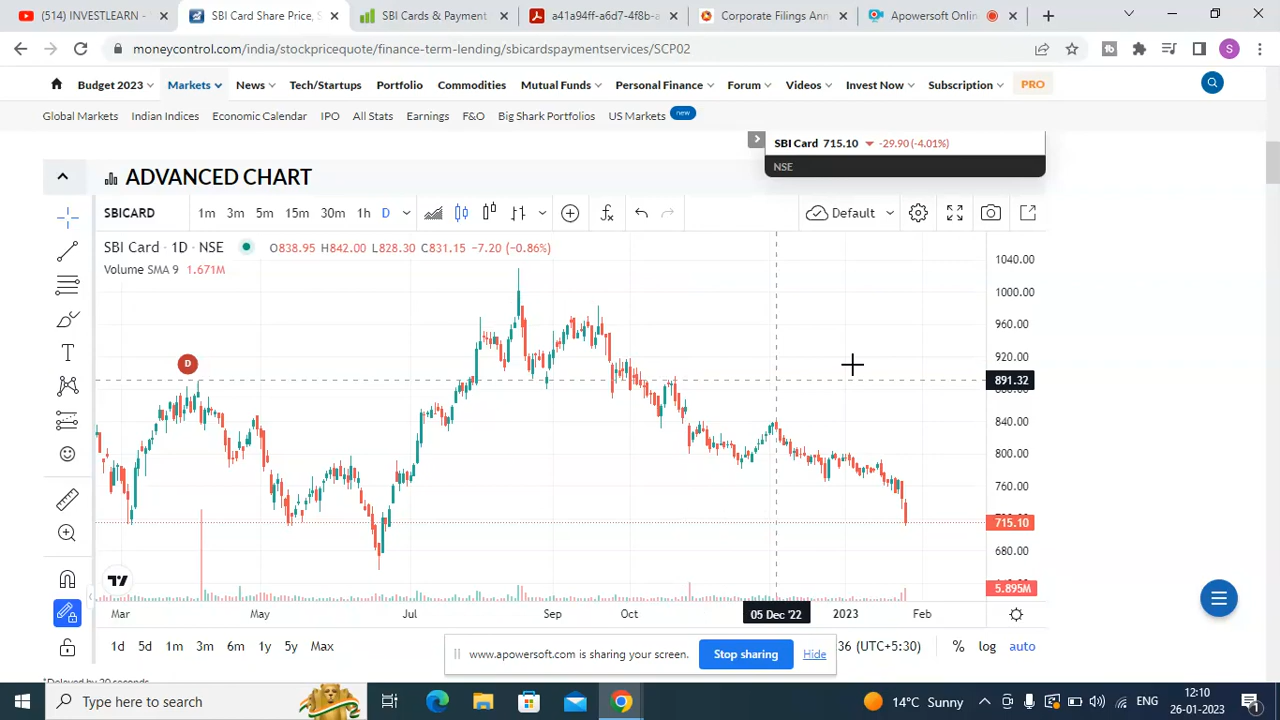 (514) INVESTLEARN -
SBI Card Share Price, S
SBI Cards & Payment
a41a94ff-a6d7-4f8b-a
Corporate Filings Ann
Apowersoft Onli
moneycontrol.com/india/stockpricequote/finance-term-lending/sbicardspaymentservices/SCP02
S
Budget 2023 Markets News Tech/Startups Portfolio Commodities Mutual Funds Personal Finance Forum Videos Invest Now Subscription PRO
Global Markets Indian Indices Economic Calendar IPO All Stats Earnings F&O Big Shark Portfolios US Markets new
SBI Card 715.10 -29.90 (-4.01%)
NSE
ADVANCED CHART
SBICARD 1m 3m 5m 15m 30m 1h D Default
SBI Card · 1D · NSE O838.95 H842.00 L828.30 C831.15 -7.20 (-0.86%)
Volume SMA 9 1.671M
D
1040.00
1000.00
960.00
920.00
891.32
840.00
800.00
760.00
715.10
680.00
5.895M
Mar May Jul Sep Oct 05 Dec '22 2023 Feb
1d 5d 1m 3m 6m 1y 5y Max
36 (UTC+5:30) % log auto
www.apowersoft.com is sharing your screen. Stop sharing Hide
Type here to search
14°C Sunny
ENG
12:10
26-01-2023
1